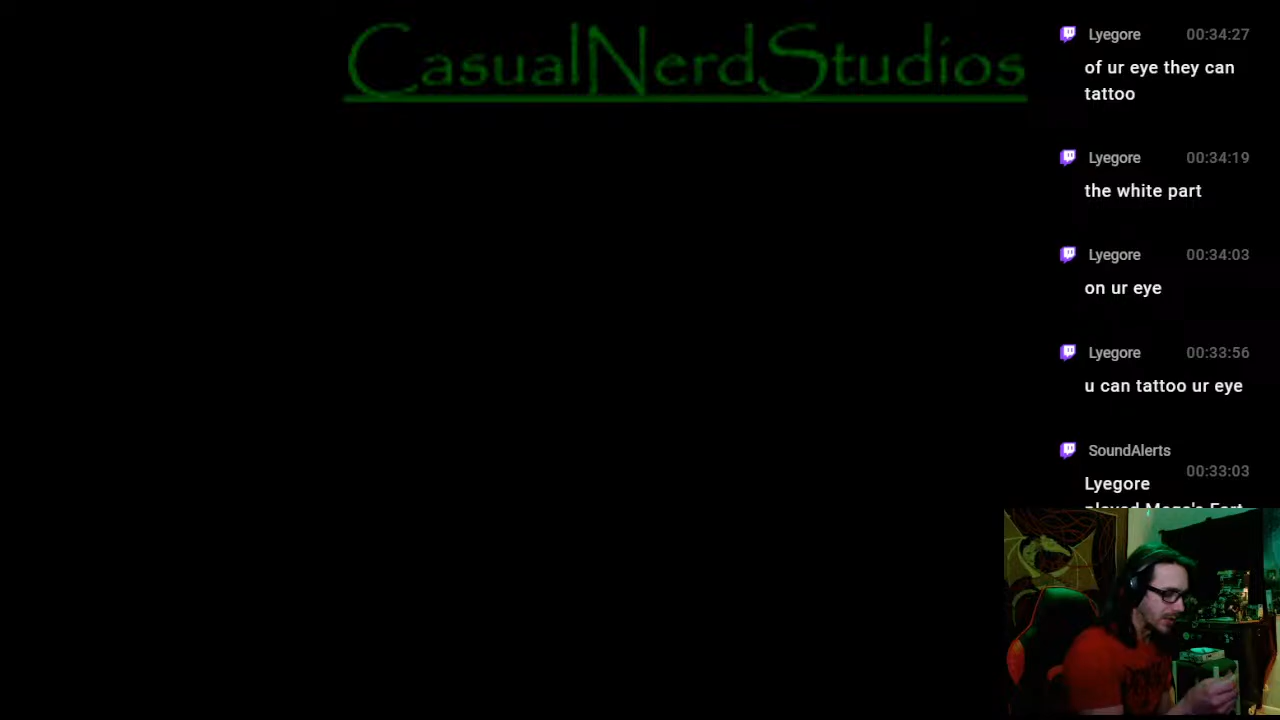 CasualNerdStudios
Lyegore 00:34:27
of ur eye they can
tattoo
Lyegore 00:34:19
the white part
Lyegore 00:34:03
on ur eye
Lyegore 00:33:56
u can tattoo ur eye
SoundAlerts
00:33:03
Lyegore